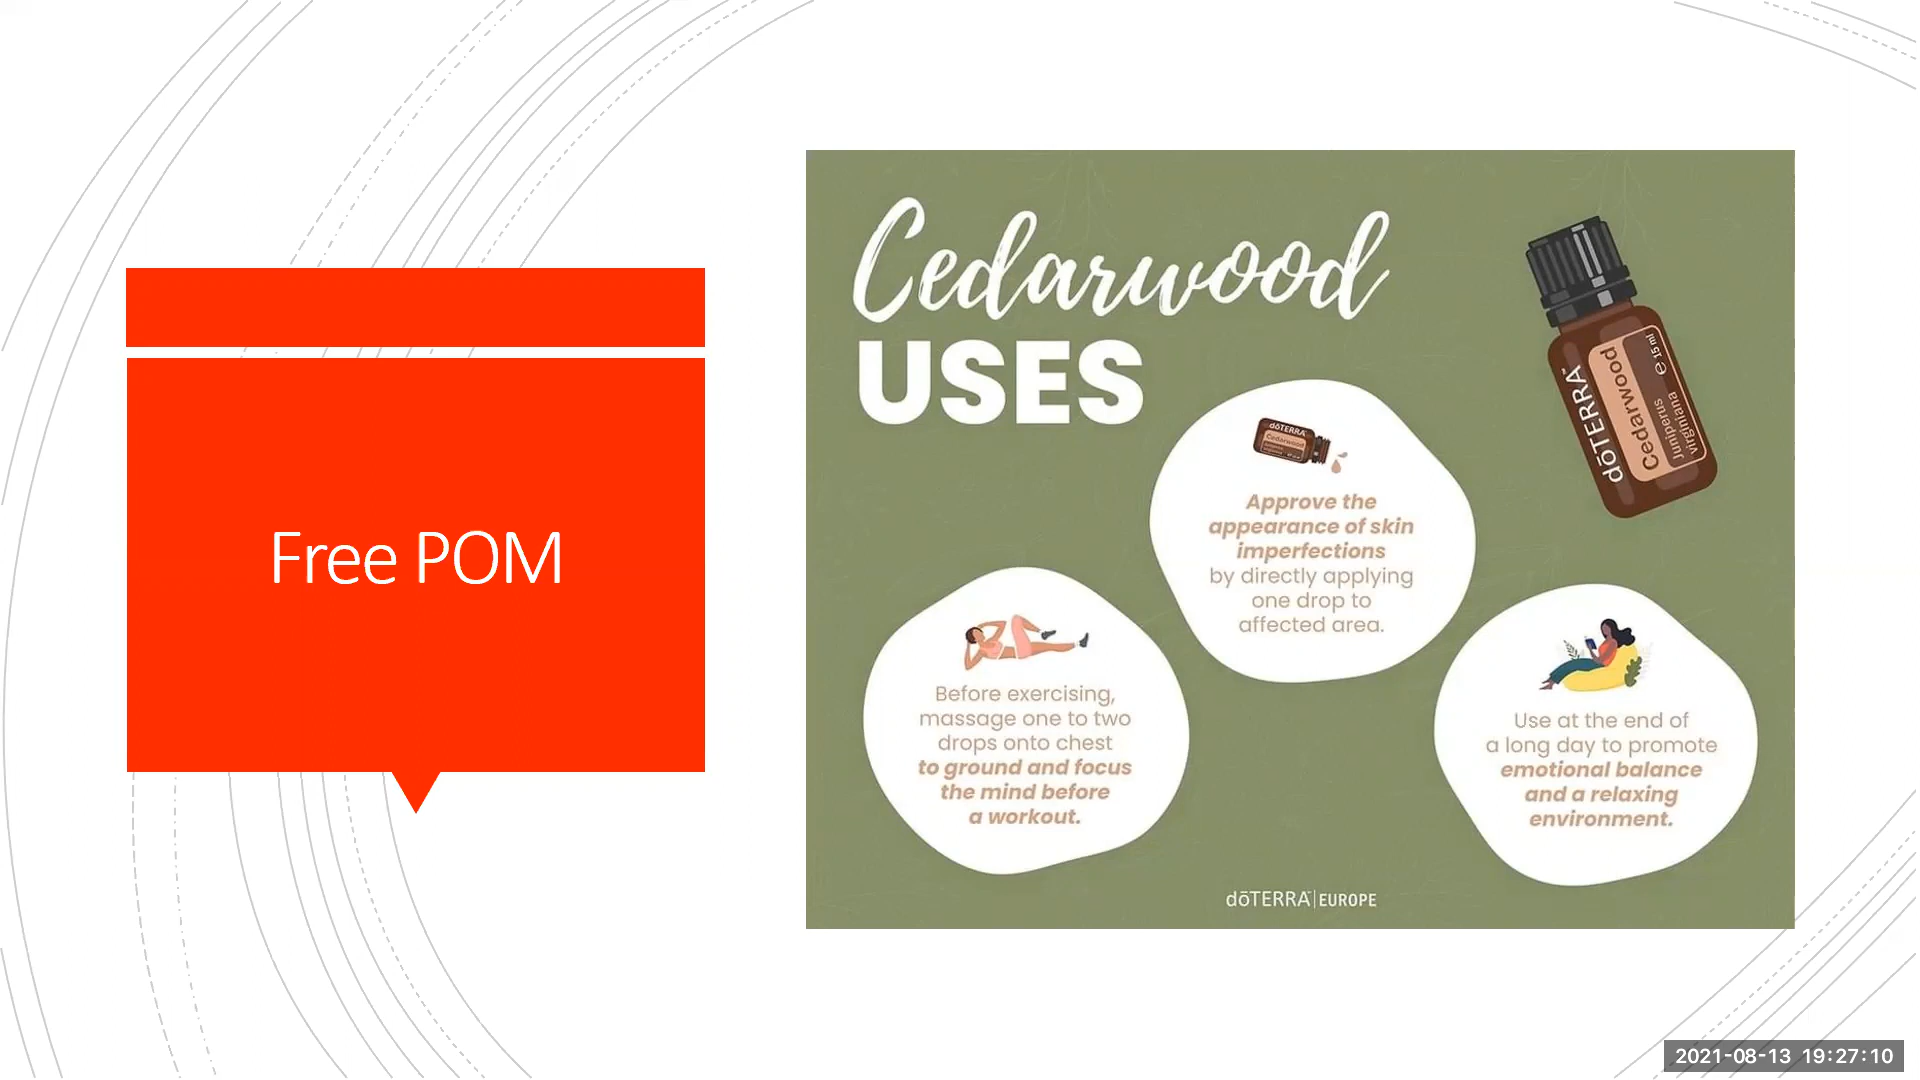 Free POM
Cedarwood
USES
dōTERRA™
Cedarwood
Juniperus
virginiana
℮ 15 ml
dōTERRA
Cedarwood
Approve the
appearance of skin
imperfections
by directly applying
one drop to
affected area.
Before exercising,
massage one to two
drops onto chest
to ground and focus
the mind before
a workout.
Use at the end of
a long day to promote
emotional balance
and a relaxing
environment.
dōTERRA™|EUROPE
2021-08-13 19:27:10